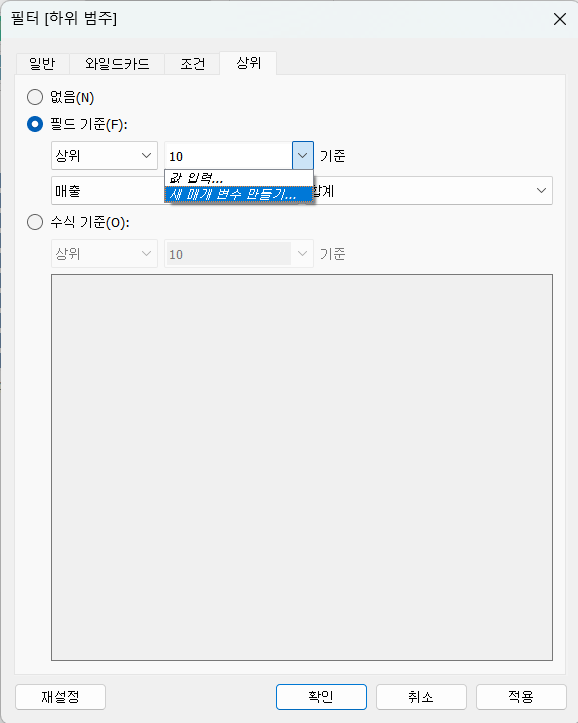 필터 [하위 범주]
일반 와일드카드 조건 상위
없음(N)
필드 기준(F):
상위 10 기준
값 입력...
매출 합계
새 매개 변수 만들기...
수식 기준(O):
상위 10 기준
재설정 확인 취소 적용